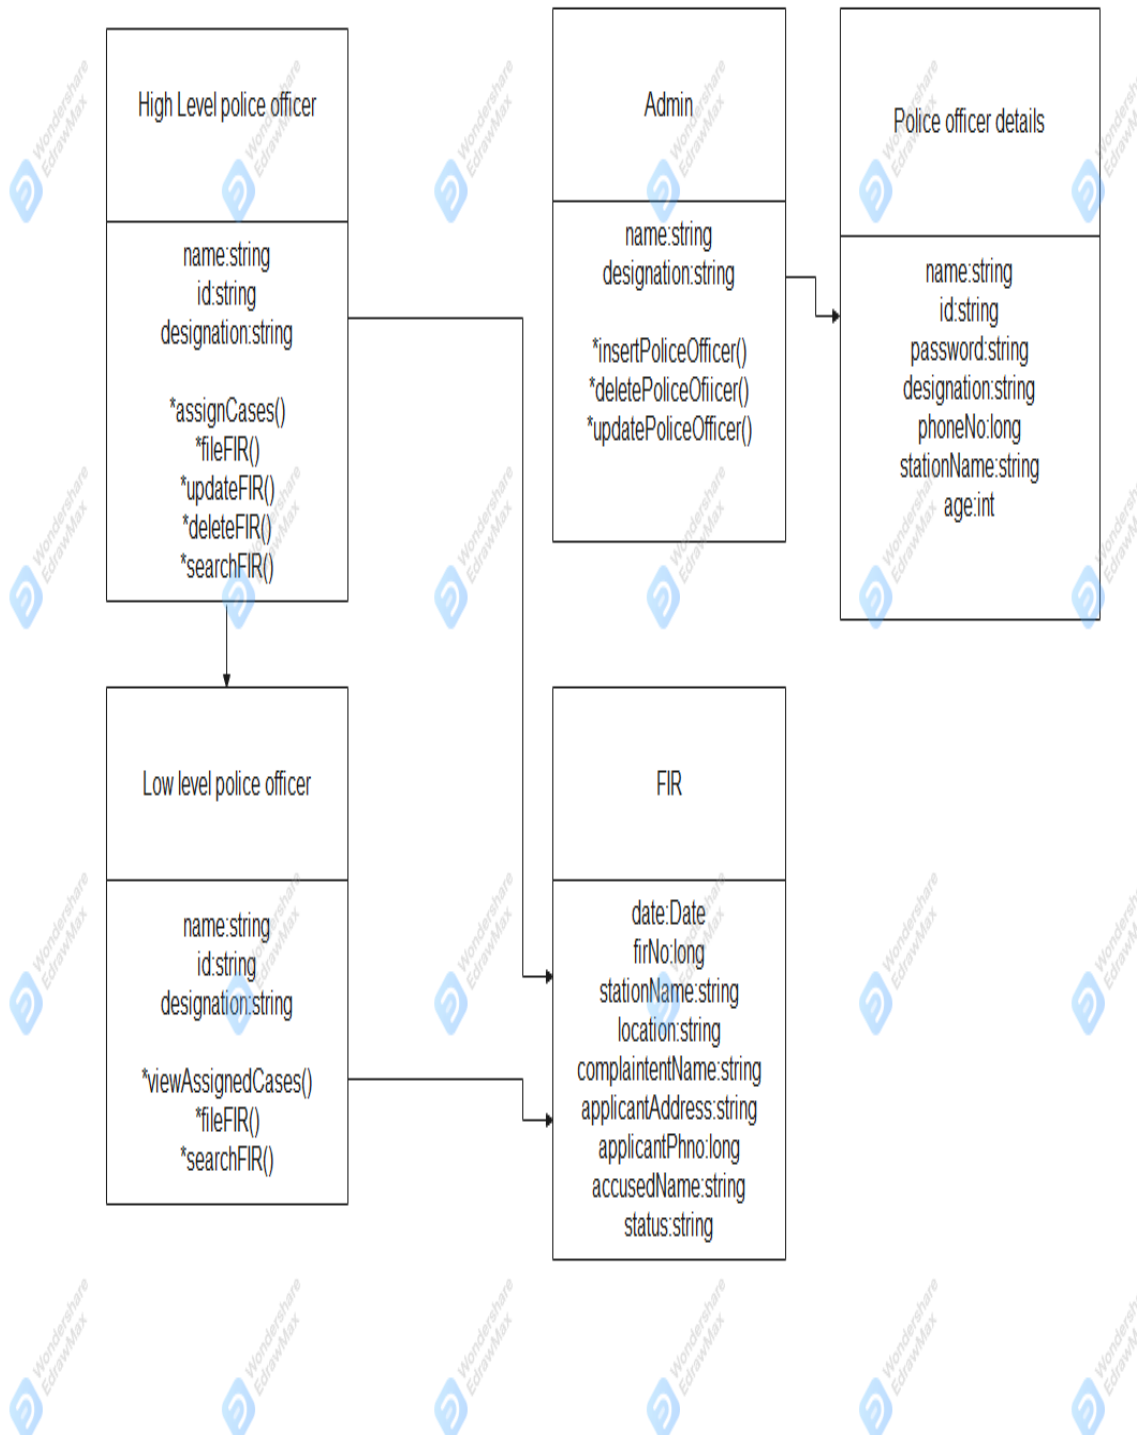 High Level police officer
name:string
id:string
designation:string
*assignCases()
*fileFIR()
*updateFIR()
*deleteFIR()
*searchFIR()
Admin
name:string
designation:string
*insertPoliceOfficer()
*deletePoliceOfiicer()
*updatePoliceOfficer()
Police officer details
name:string
id:string
password:string
designation:string
phoneNo:long
stationName:string
age:int
Low level police officer
name:string
id:string
designation:string
*viewAssignedCases()
*fileFIR()
*searchFIR()
FIR
date:Date
firNo:long
stationName:string
location:string
complaintentName:string
applicantAddress:string
applicantPhno:long
accusedName:string
status:string
Wondershare
EdrawMax